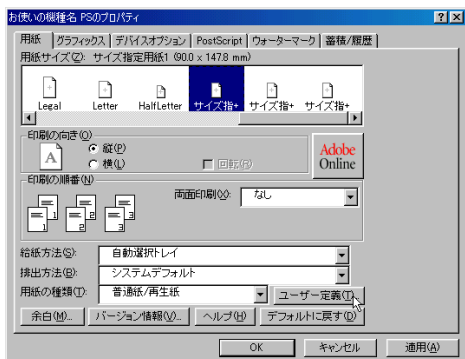 お使いの機種名 PSのプロパティ
用紙 グラフィックス デバイスオプション PostScript ウォーターマーク 蓄積/履歴
用紙サイズ(Z): サイズ指定用紙1 (90.0 x 147.8 mm)
Legal Letter HalfLetter サイズ指+ サイズ指+ サイズ指+
印刷の向き(O)
A
縦(P)
横(L)
回転(R)
Adobe
Online
印刷の順番(N)
1 1 2 2 3 3
両面印刷(X): なし
給紙方法(S): 自動選択トレイ
排出方法(B): システムデフォルト
用紙の種類(T): 普通紙/再生紙 ユーザー定義(I)...
余白(M)... バージョン情報(V)... ヘルプ(H) デフォルトに戻す(D)
OK キャンセル 適用(A)